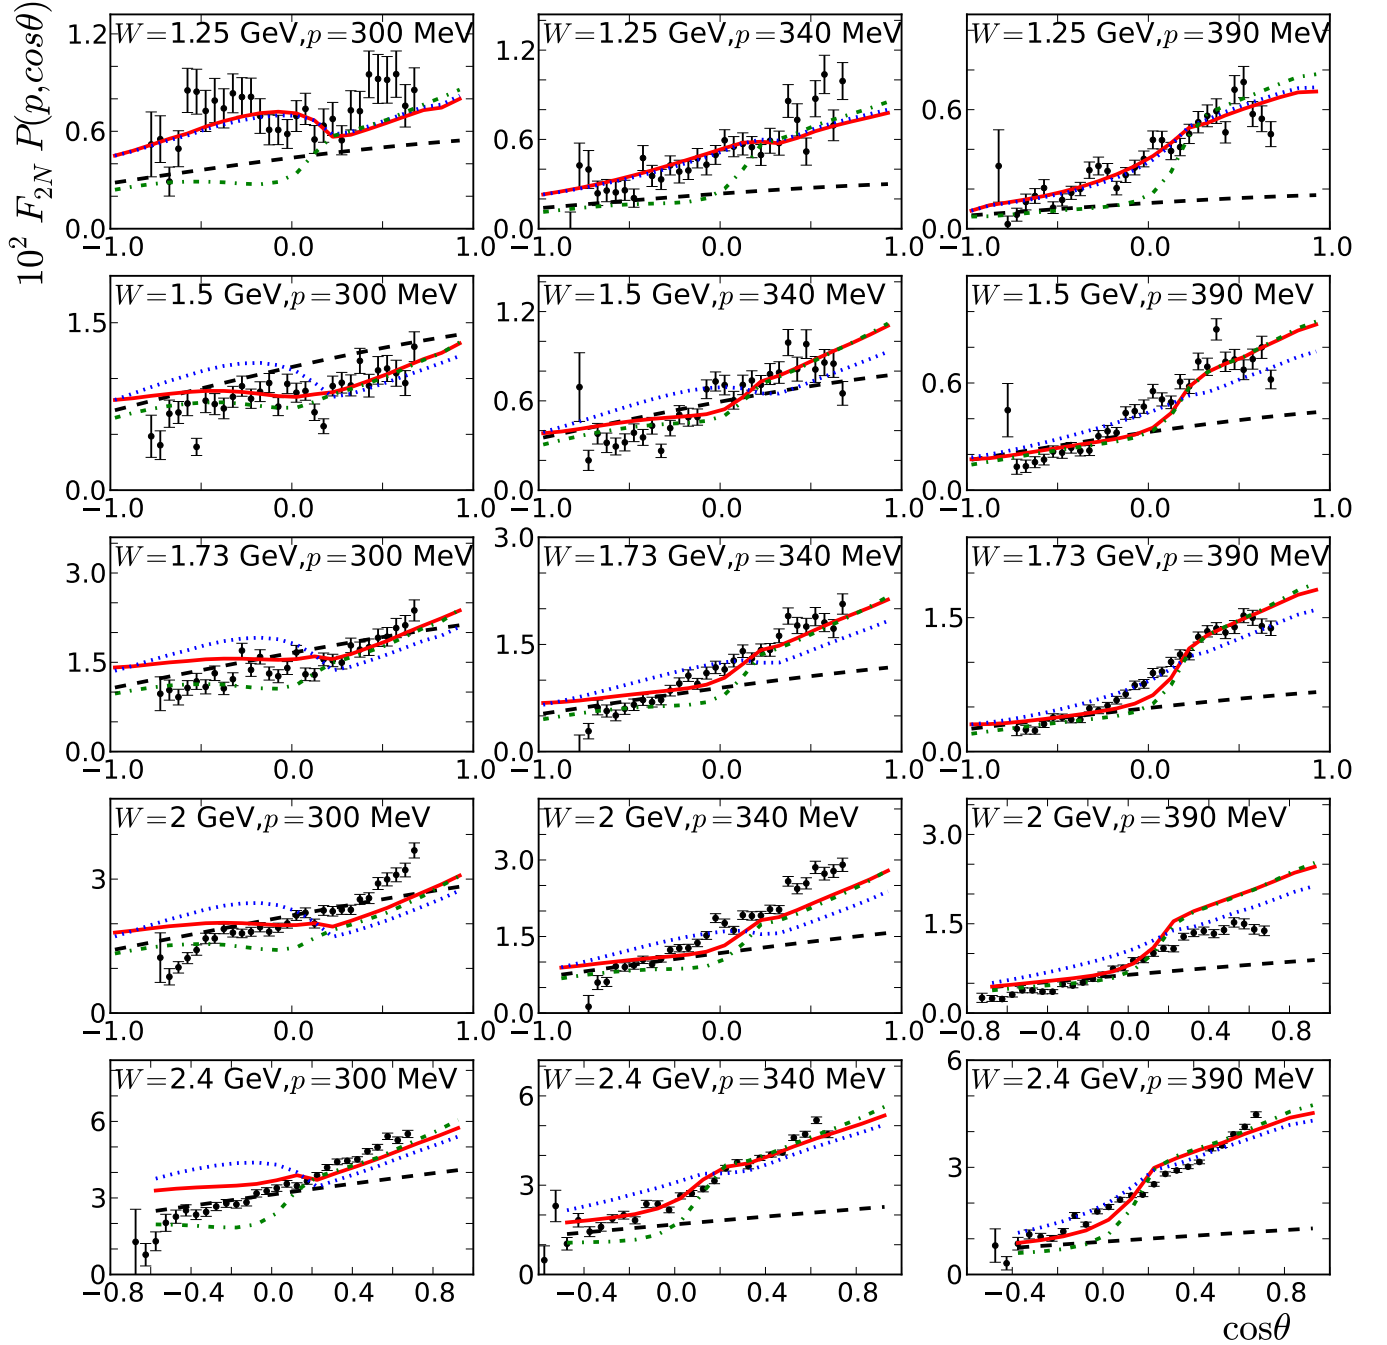 10² F₂N P(p,cosθ)
W=1.25 GeV,p=300 MeV
W=1.25 GeV,p=340 MeV
W=1.25 GeV,p=390 MeV
1.2
0.6
0.0
1.2
0.6
0.0
0.6
0.0
−1.0 0.0 1.0
−1.0 0.0 1.0
−1.0 0.0 1.0
W=1.5 GeV,p=300 MeV
W=1.5 GeV,p=340 MeV
W=1.5 GeV,p=390 MeV
1.5
0.0
1.2
0.6
0.0
0.6
0.0
−1.0 0.0 1.0
−1.0 0.0 1.0
−1.0 0.0 1.0
W=1.73 GeV,p=300 MeV
W=1.73 GeV,p=340 MeV
W=1.73 GeV,p=390 MeV
3.0
1.5
0.0
3.0
1.5
0.0
1.5
0.0
−1.0 0.0 1.0
−1.0 0.0 1.0
−1.0 0.0 1.0
W=2 GeV,p=300 MeV
W=2 GeV,p=340 MeV
W=2 GeV,p=390 MeV
3
0
3.0
1.5
0.0
3.0
1.5
0.0
−1.0 0.0 1.0
−1.0 0.0 1.0
−0.8 −0.4 0.0 0.4 0.8
W=2.4 GeV,p=300 MeV
W=2.4 GeV,p=340 MeV
W=2.4 GeV,p=390 MeV
6
3
0
6
3
0
6
3
0
−0.8 −0.4 0.0 0.4 0.8
−0.4 0.0 0.4 0.8
−0.4 0.0 0.4 0.8
cosθ